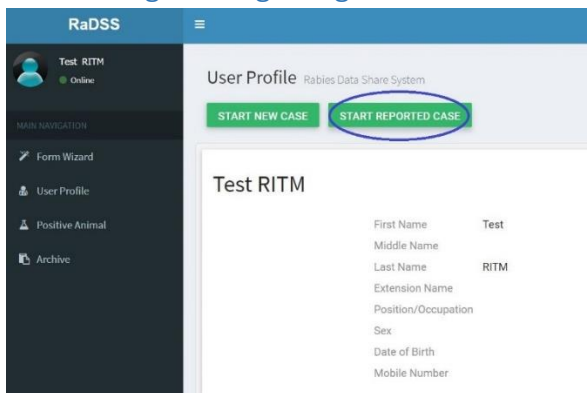 RaDSS
Test RITM
Online
MAIN NAVIGATION
Form Wizard
User Profile
Positive Animal
Archive
User Profile Rabies Data Share System
START NEW CASE START REPORTED CASE
Test RITM
First Name Test
Middle Name
Last Name RITM
Extension Name
Position/Occupation
Sex
Date of Birth
Mobile Number